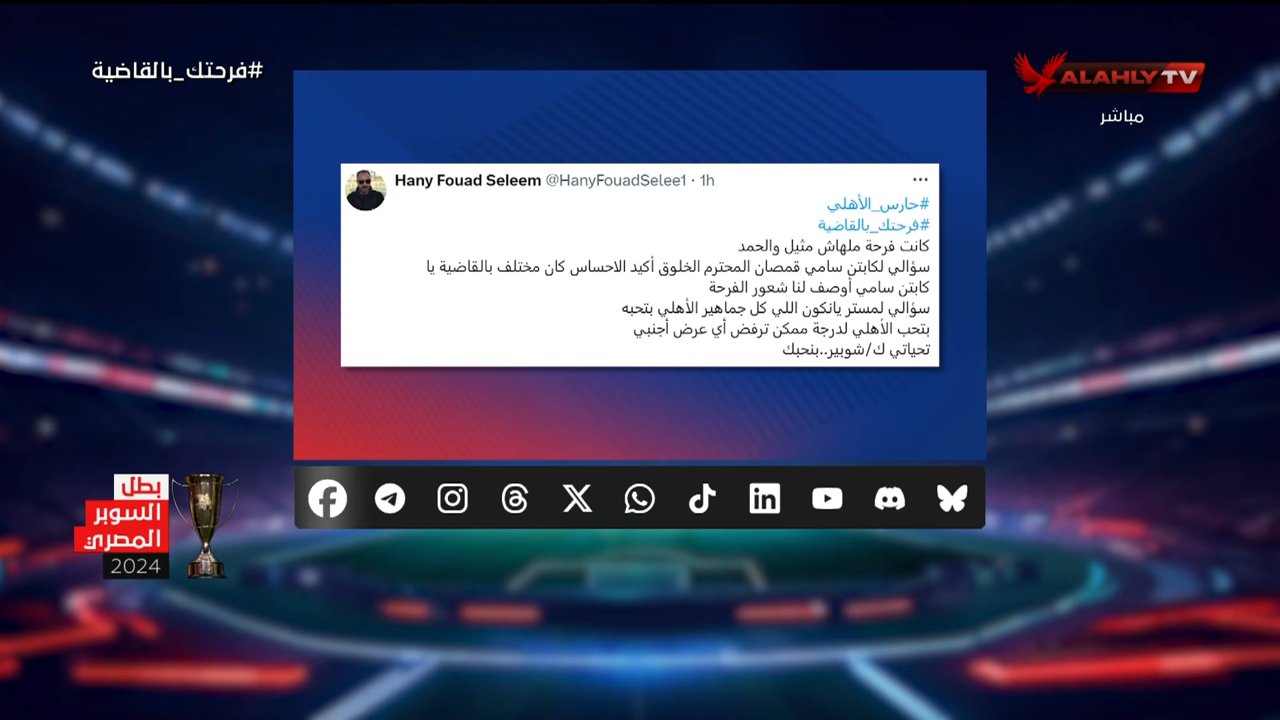 #فرحتك_بالقاضية
ALAHLY TV
مباشر
Hany Fouad Seleem @HanyFouadSelee1 · 1h
#حارس_الأهلي
#فرحتك_بالقاضية
كانت فرحة ملهاش مثيل والحمد
سؤالي لكابتن سامي قمصان المحترم الخلوق أكيد الاحساس كان مختلف بالقاضية يا
كابتن سامي أوصف لنا شعور الفرحة
سؤالي لمستر يانكون اللي كل جماهير الأهلي بتحبه
بتحب الأهلي لدرجة ممكن ترفض أي عرض أجنبي
تحياتي ك/شوبير..بنحبك
بطل
السوبر
المصري
2024